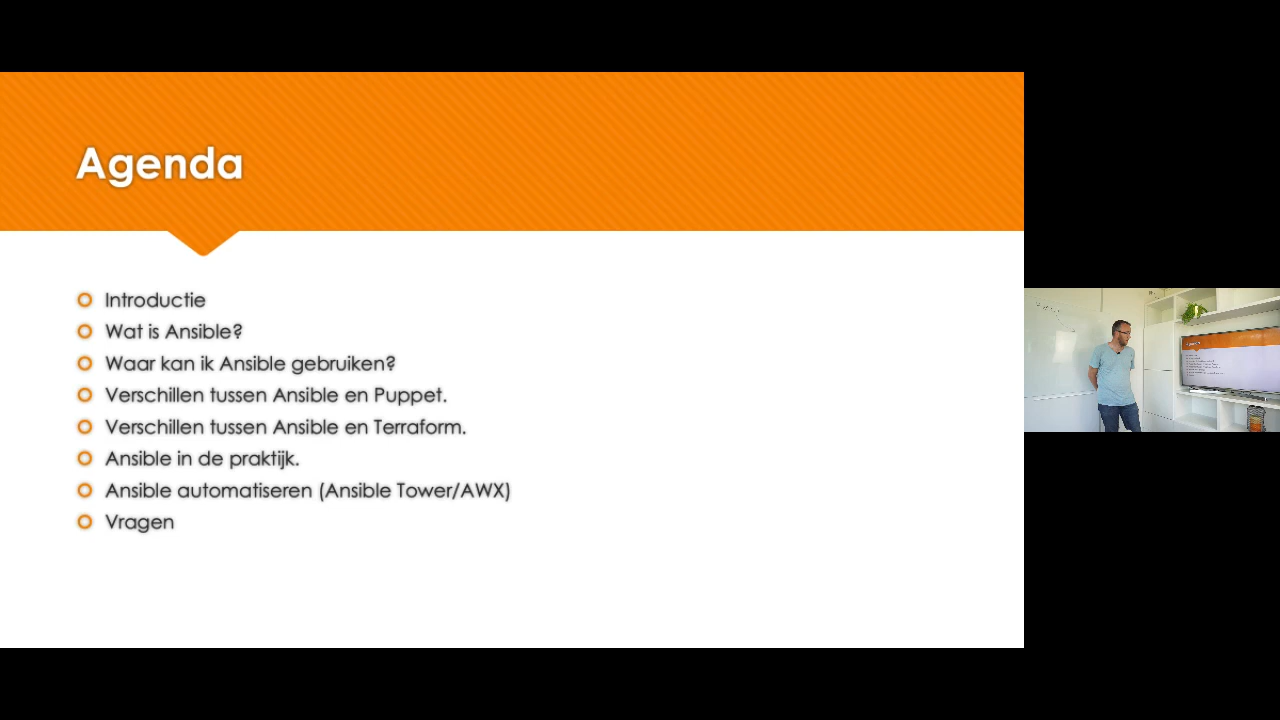 Agenda
Introductie
Wat is Ansible?
Waar kan ik Ansible gebruiken?
Verschillen tussen Ansible en Puppet.
Verschillen tussen Ansible en Terraform.
Ansible in de praktijk.
Ansible automatiseren (Ansible Tower/AWX)
Vragen